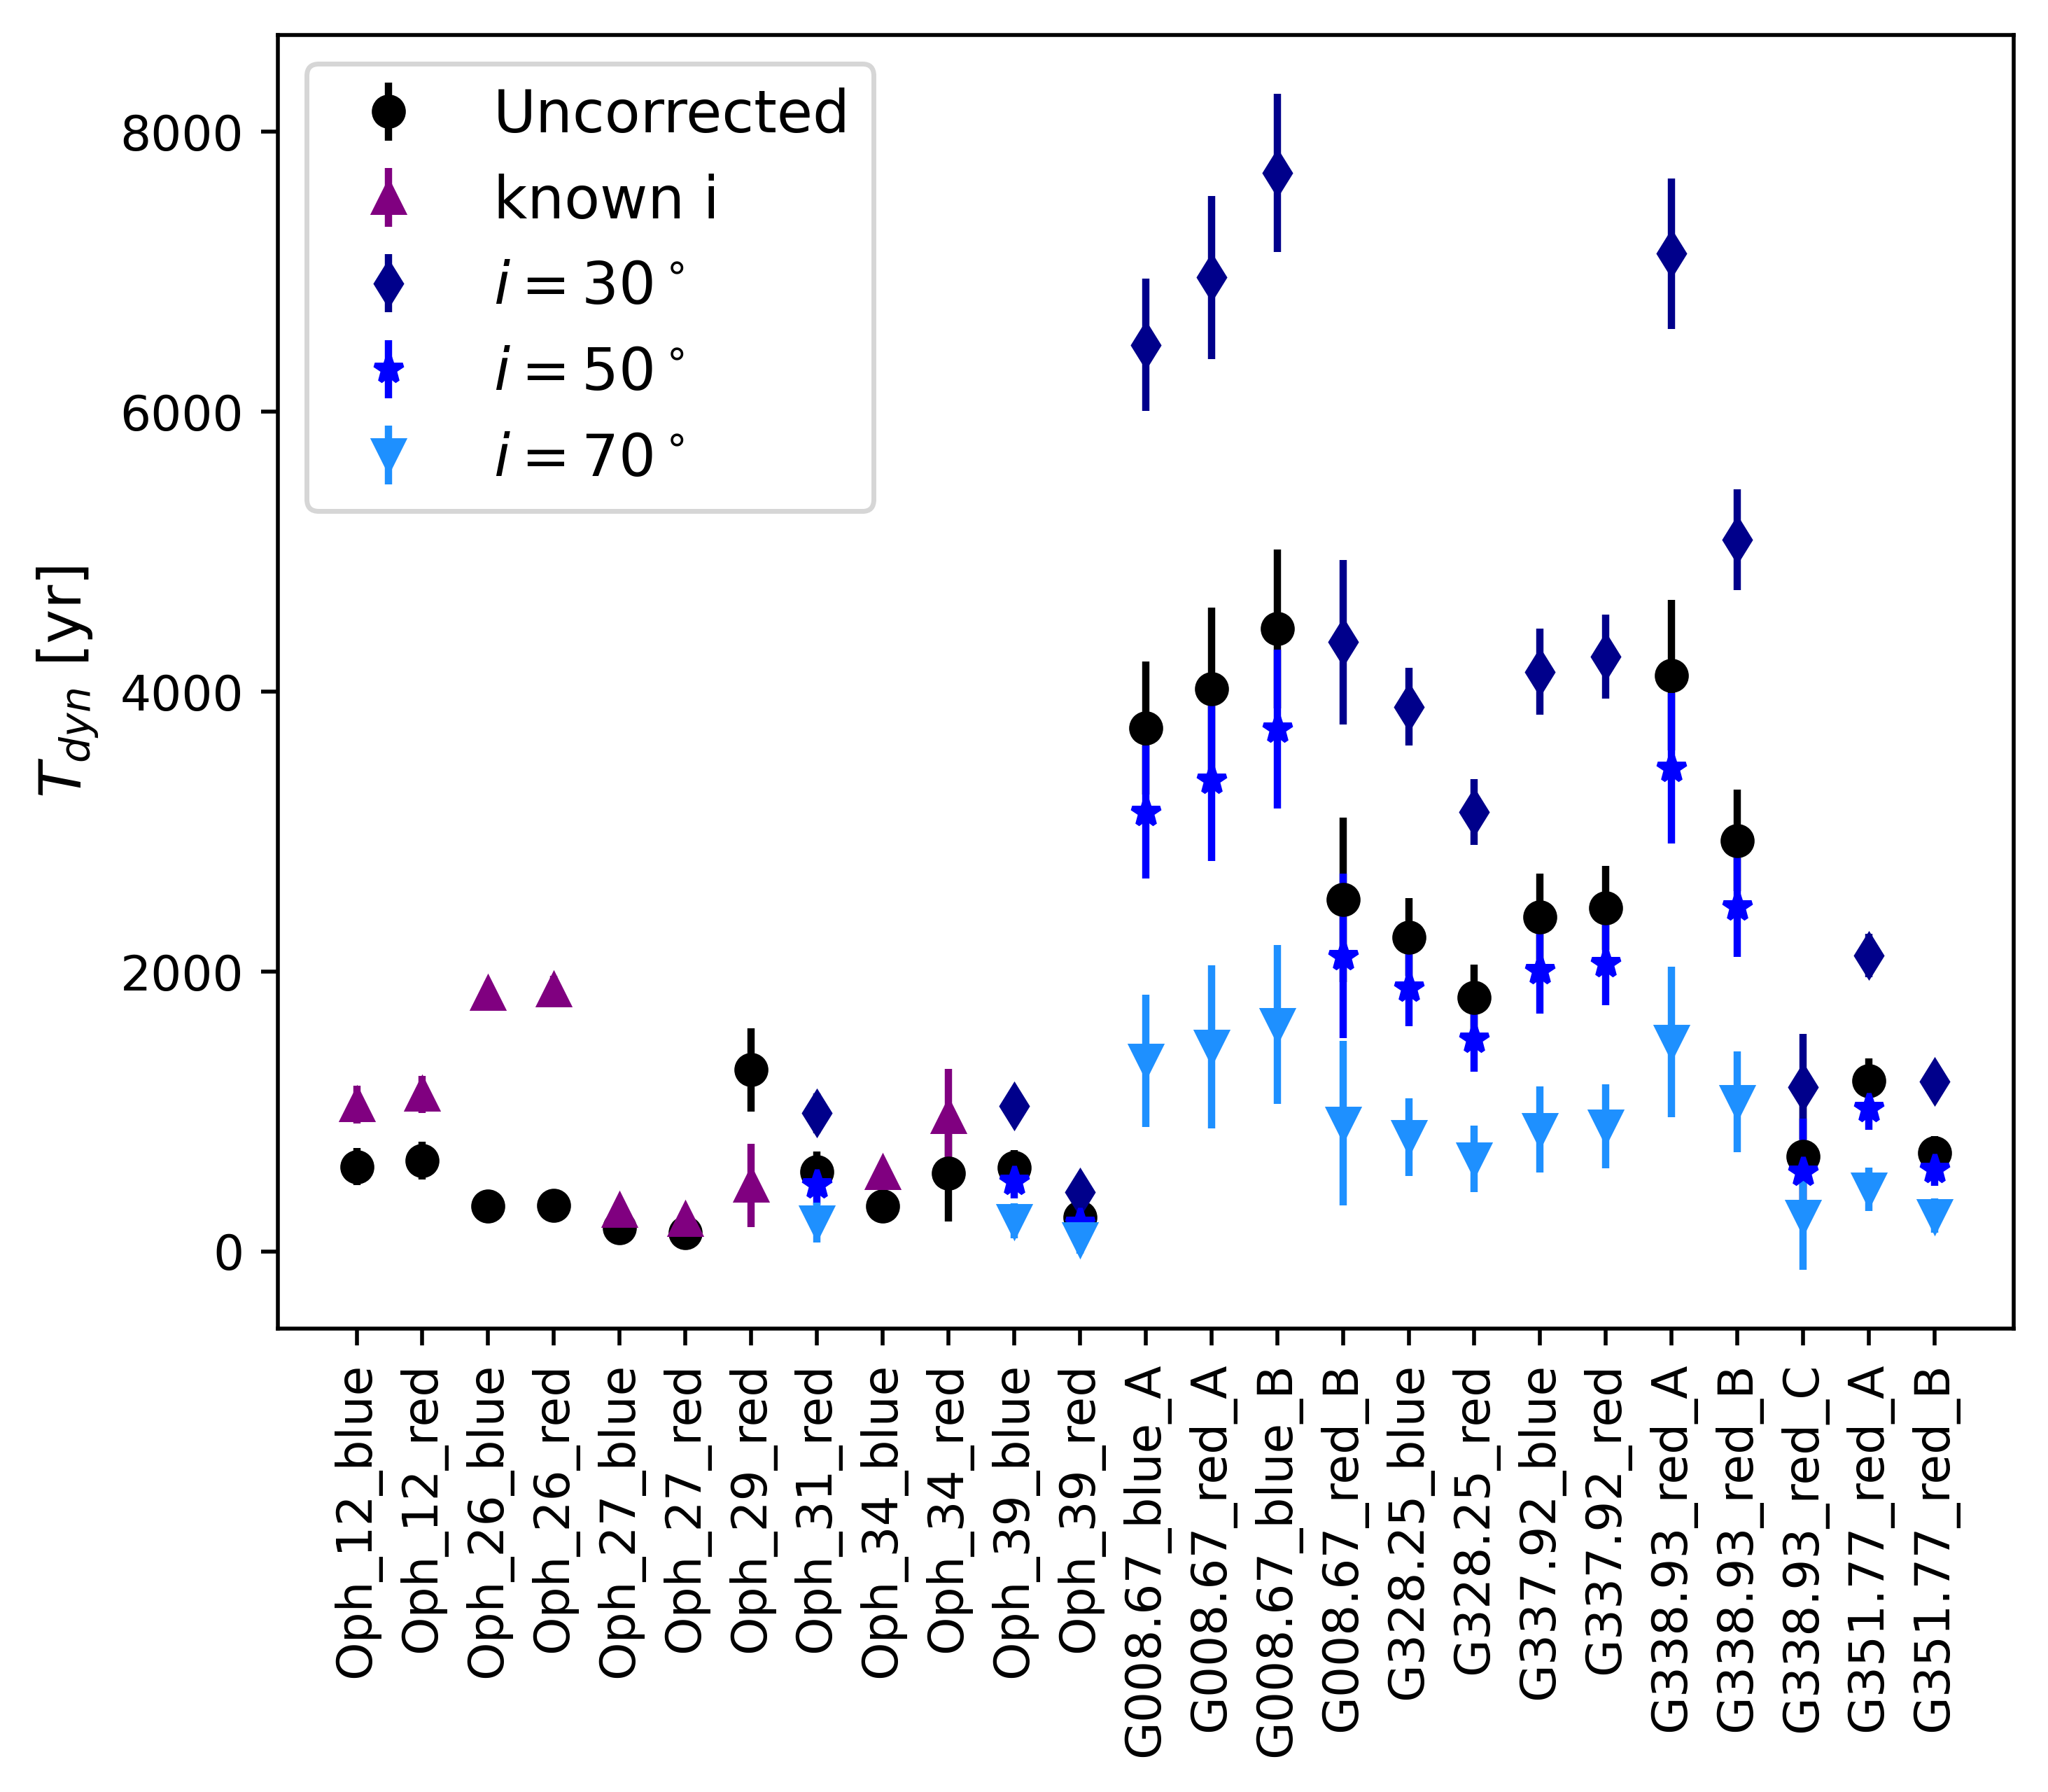 Uncorrected
known i
i = 30°
i = 50°
i = 70°
8000
6000
4000
2000
0
T_dyn [yr]
Oph_12_blue
Oph_12_red
Oph_26_blue
Oph_26_red
Oph_27_blue
Oph_27_red
Oph_29_red
Oph_31_red
Oph_34_blue
Oph_34_red
Oph_39_blue
Oph_39_red
G008.67_blue_A
G008.67_red_A
G008.67_blue_B
G008.67_red_B
G328.25_blue
G328.25_red
G337.92_blue
G337.92_red
G338.93_red_A
G338.93_red_B
G338.93_red_C
G351.77_red_A
G351.77_red_B